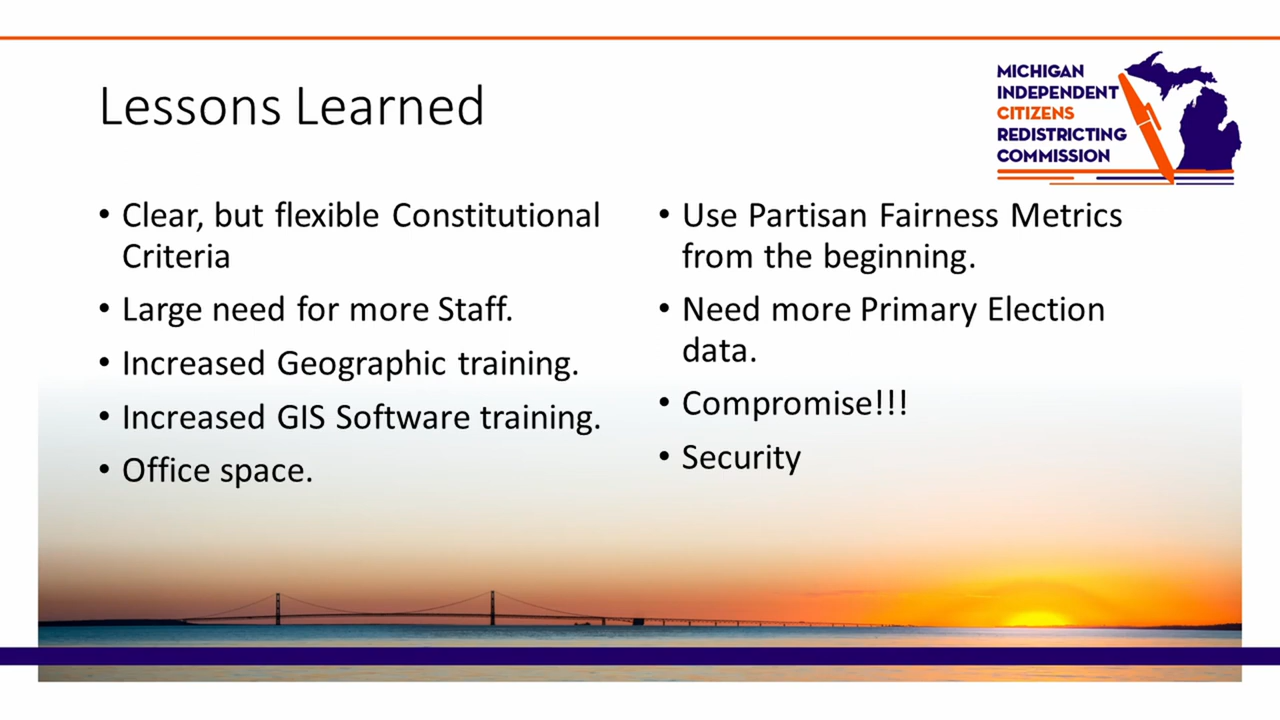 Lessons Learned
MICHIGAN
INDEPENDENT
CITIZENS
REDISTRICTING
COMMISSION
• Clear, but flexible Constitutional
Criteria
• Large need for more Staff.
• Increased Geographic training.
• Increased GIS Software training.
• Office space.
• Use Partisan Fairness Metrics
from the beginning.
• Need more Primary Election
data.
• Compromise!!!
• Security